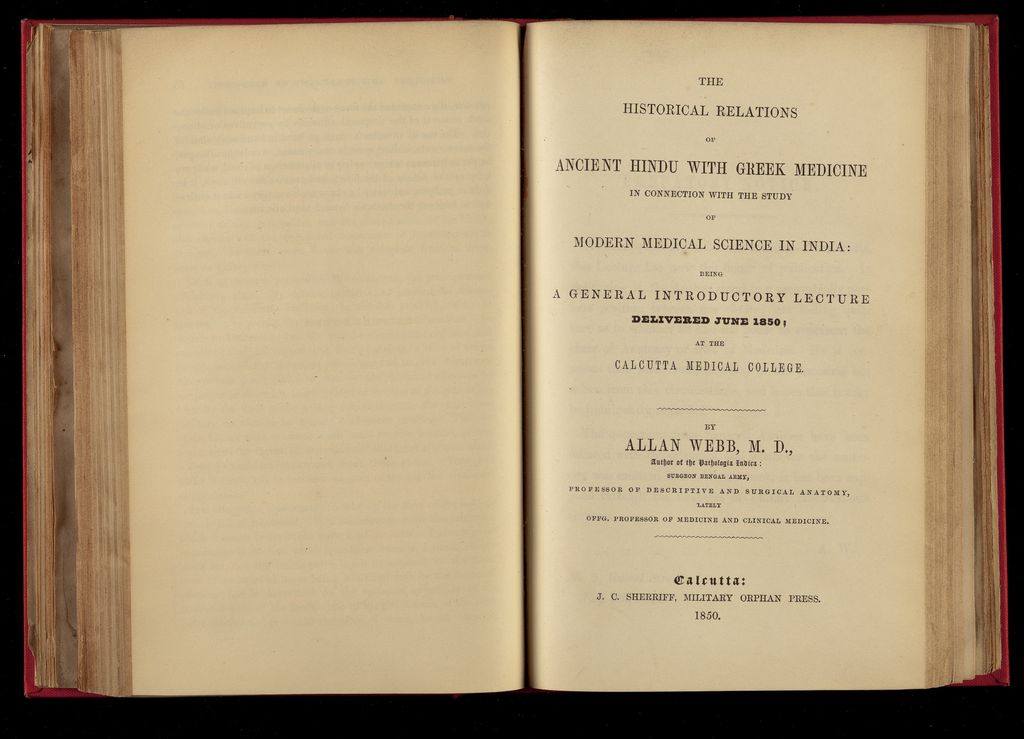 THE
HISTORICAL RELATIONS
OF
ANCIENT HINDU WITH GREEK MEDICINE
IN CONNECTION WITH THE STUDY
OF
MODERN MEDICAL SCIENCE IN INDIA:
BEING
A GENERAL INTRODUCTORY LECTURE
DELIVERED JUNE 1850;
AT THE
CALCUTTA MEDICAL COLLEGE.
BY
ALLAN WEBB, M. D.,
Author of the Pathologia Indica:
SURGEON BENGAL ARMY,
PROFESSOR OF DESCRIPTIVE AND SURGICAL ANATOMY,
LATELY
OFFG. PROFESSOR OF MEDICINE AND CLINICAL MEDICINE.
Calcutta:
J. C. SHERRIFF, MILITARY ORPHAN PRESS.
1850.